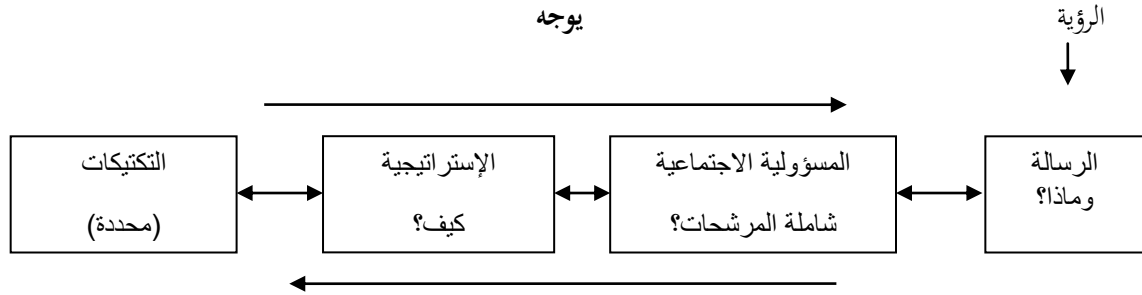 الرؤية
يوجه
الرسالة
وماذا؟
المسؤولية الاجتماعية
شاملة المرشحات؟
الإستراتيجية
كيف؟
التكتيكات
(محددة)